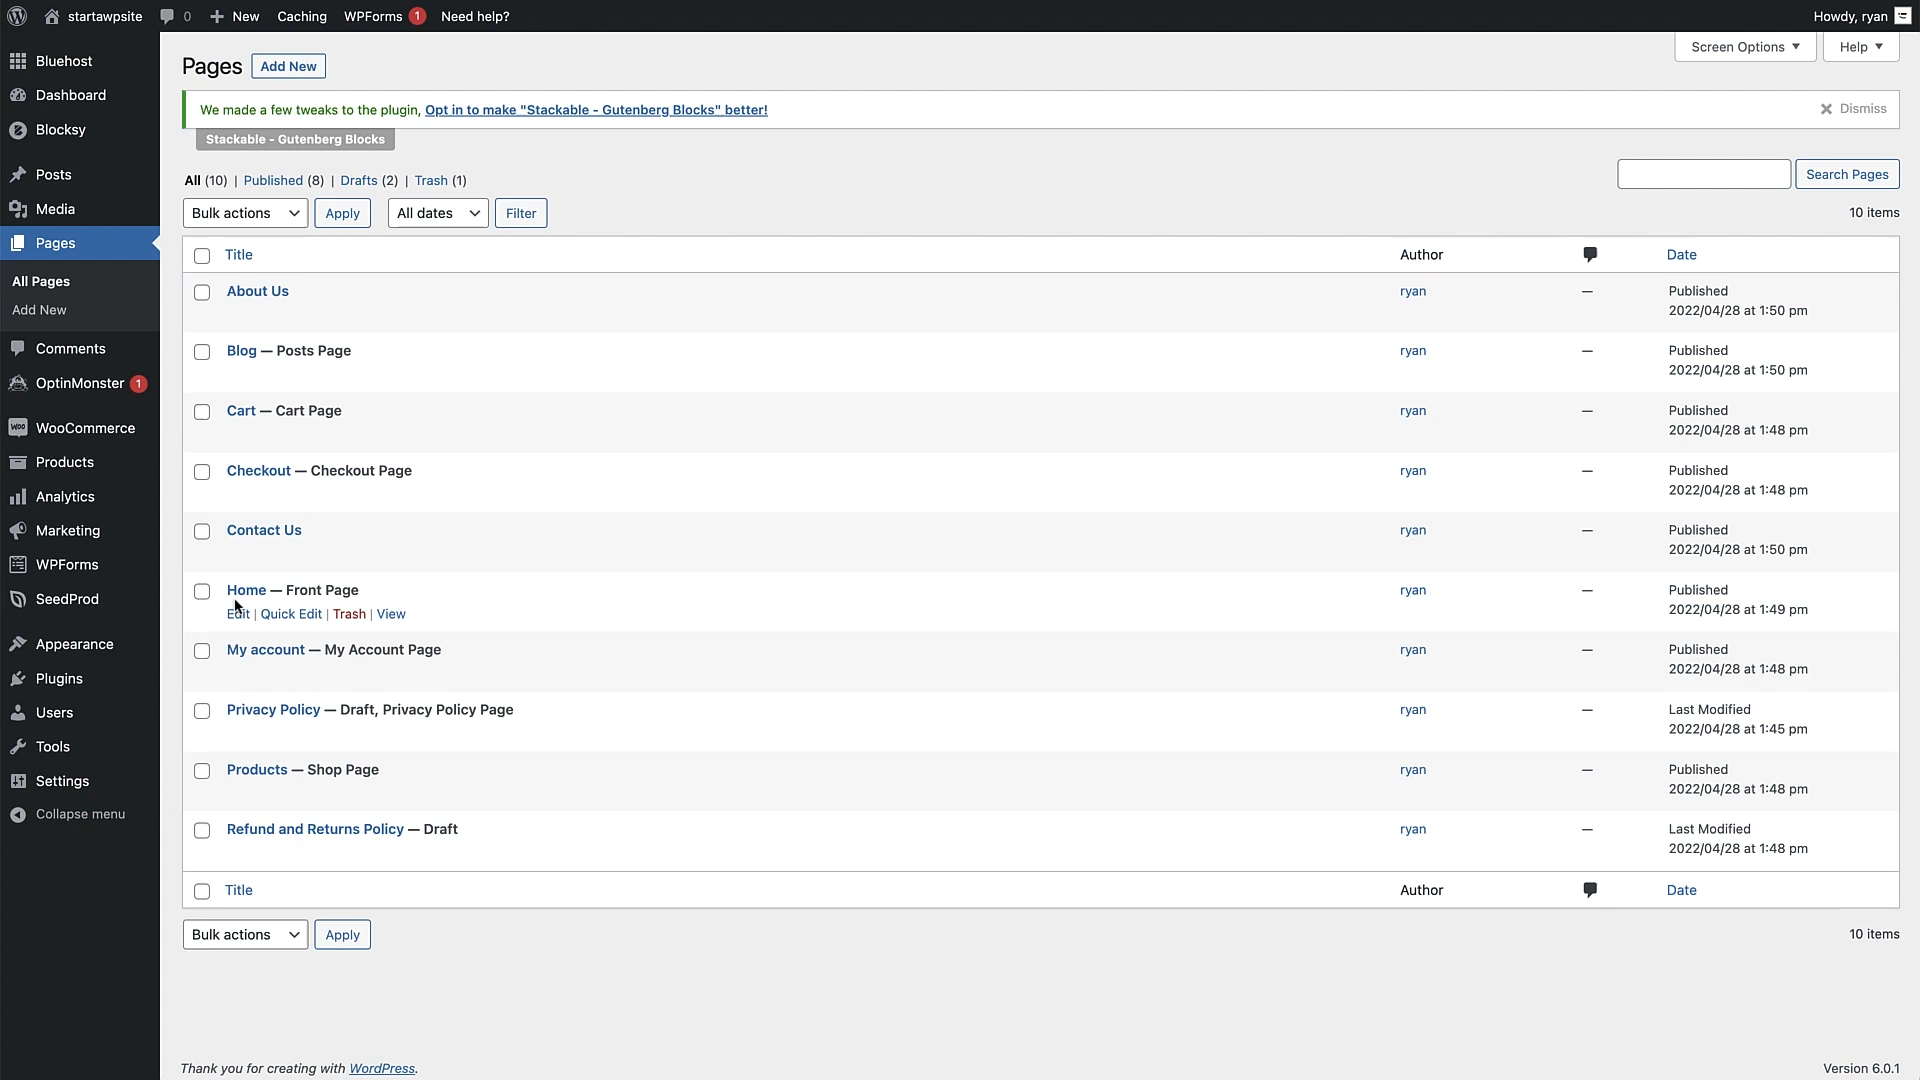 startawpsite 0 New Caching WPForms 1 Need help? Howdy, ryan
Bluehost
Dashboard
Blocksy
Posts
Media
Pages
All Pages
Add New
Comments
OptinMonster 1
WooCommerce
Products
Analytics
Marketing
WPForms
SeedProd
Appearance
Plugins
Users
Tools
Settings
Collapse menu
Screen Options Help
Pages Add New
We made a few tweaks to the plugin, Opt in to make "Stackable - Gutenberg Blocks" better! Dismiss
Stackable - Gutenberg Blocks
All (10) | Published (8) | Drafts (2) | Trash (1)
Search Pages
Bulk actions Apply All dates Filter 10 items
Title Author Date
About Us ryan — Published
2022/04/28 at 1:50 pm
Blog — Posts Page ryan — Published
2022/04/28 at 1:50 pm
Cart — Cart Page ryan — Published
2022/04/28 at 1:48 pm
Checkout — Checkout Page ryan — Published
2022/04/28 at 1:48 pm
Contact Us ryan — Published
2022/04/28 at 1:50 pm
Home — Front Page ryan — Published
Edit | Quick Edit | Trash | View 2022/04/28 at 1:49 pm
My account — My Account Page ryan — Published
2022/04/28 at 1:48 pm
Privacy Policy — Draft, Privacy Policy Page ryan — Last Modified
2022/04/28 at 1:45 pm
Products — Shop Page ryan — Published
2022/04/28 at 1:48 pm
Refund and Returns Policy — Draft ryan — Last Modified
2022/04/28 at 1:48 pm
Title Author Date
Bulk actions Apply 10 items
Thank you for creating with WordPress. Version 6.0.1